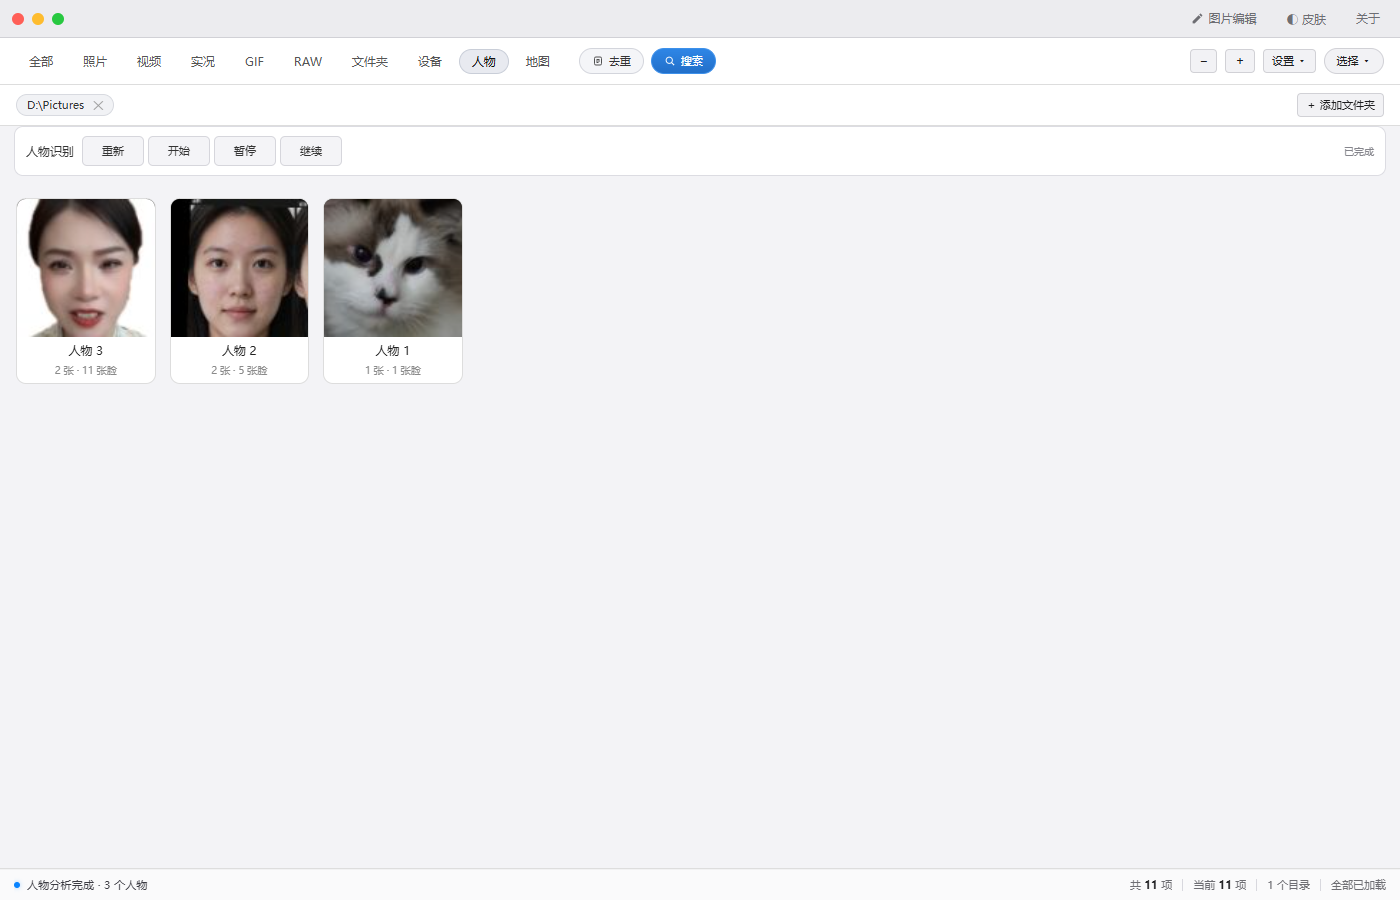 图片编辑 皮肤 关于
全部 照片 视频 实况 GIF RAW 文件夹 设备 人物 地图 去重 搜索 − + 设置 选择
D:\Pictures + 添加文件夹
人物识别 重新 开始 暂停 继续 已完成
人物 3 人物 2 人物 1
2 张 · 11 张脸 2 张 · 5 张脸 1 张 · 1 张脸
人物分析完成 · 3 个人物 共 11 项 当前 11 项 1 个目录 全部已加载